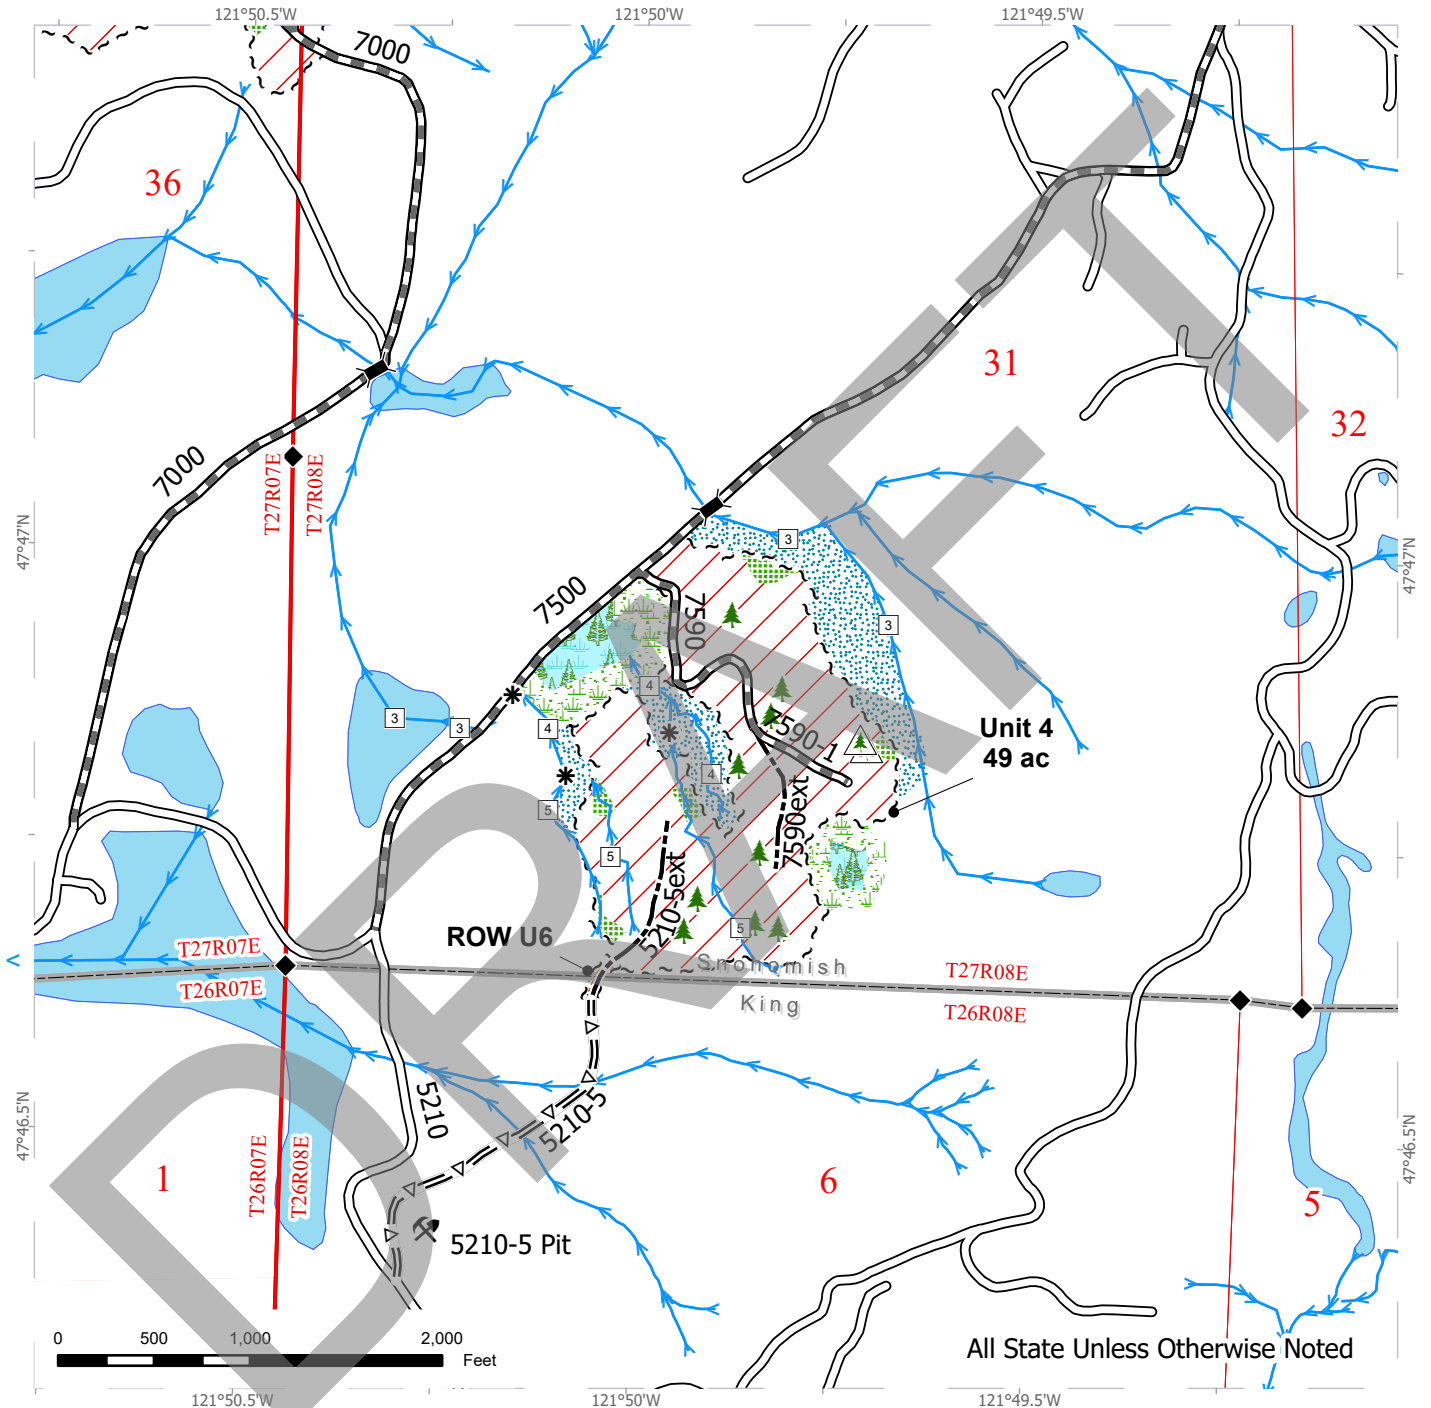 121°50.5'W
121°50'W
121°49.5'W
7000
36
31
32
7000
T27R07E
T27R08E
47°47'N
47°47'N
3
7500
7590
3
4
3
3
4
Unit 4
49 ac
7590-1
4
5
7590ext
5
5210-5ext
ROW U6
5
T27R07E
Snohomish
T27R08E
T26R07E
King
T26R08E
5210
5210-5
47°46.5'N
47°46.5'N
T26R07E
T26R08E
1
6
5
5210-5 Pit
0
500
1,000
2,000
Feet
All State Unless Otherwise Noted
121°50.5'W
121°50'W
121°49.5'W
DRAFT